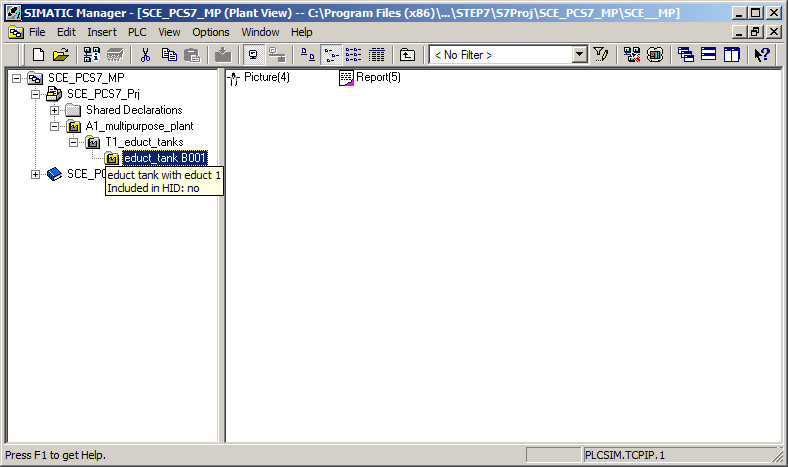 SIMATIC Manager - [SCE_PCS7_MP (Plant View) -- C:\Program Files (x86)\...\STEP7\S7Proj\SCE_PCS7_MP\SCE__MP]
File Edit Insert PLC View Options Window Help
< No Filter >
SCE_PCS7_MP
SCE_PCS7_Prj
Shared Declarations
A1_multipurpose_plant
T1_educt_tanks
educt_tank B001
SCE_PC
educt tank with educt 1
Included in HID: no
Picture(4) Report(5)
Press F1 to get Help. PLCSIM.TCPIP.1